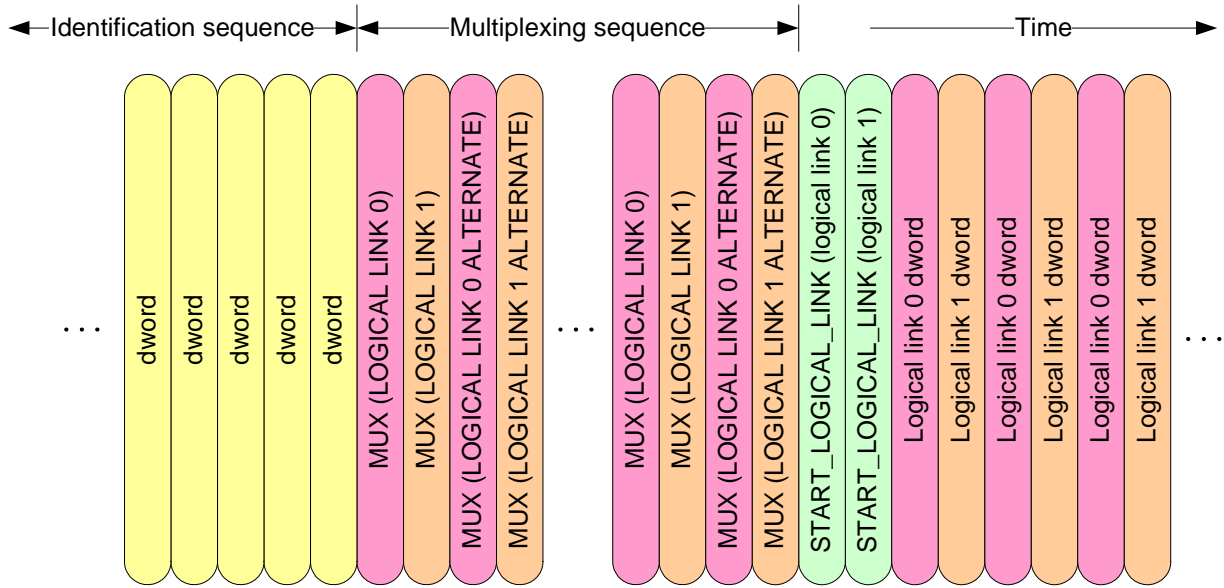 Identification sequence
Multiplexing sequence
Time
. . .
dword
dword
dword
dword
dword
MUX (LOGICAL LINK 0)
MUX (LOGICAL LINK 1)
MUX (LOGICAL LINK 0 ALTERNATE)
MUX (LOGICAL LINK 1 ALTERNATE)
. . .
MUX (LOGICAL LINK 0)
MUX (LOGICAL LINK 1)
MUX (LOGICAL LINK 0 ALTERNATE)
MUX (LOGICAL LINK 1 ALTERNATE)
START_LOGICAL_LINK (logical link 0)
START_LOGICAL_LINK (logical link 1)
Logical link 0 dword
Logical link 1 dword
Logical link 0 dword
Logical link 1 dword
Logical link 0 dword
Logical link 1 dword
. . .